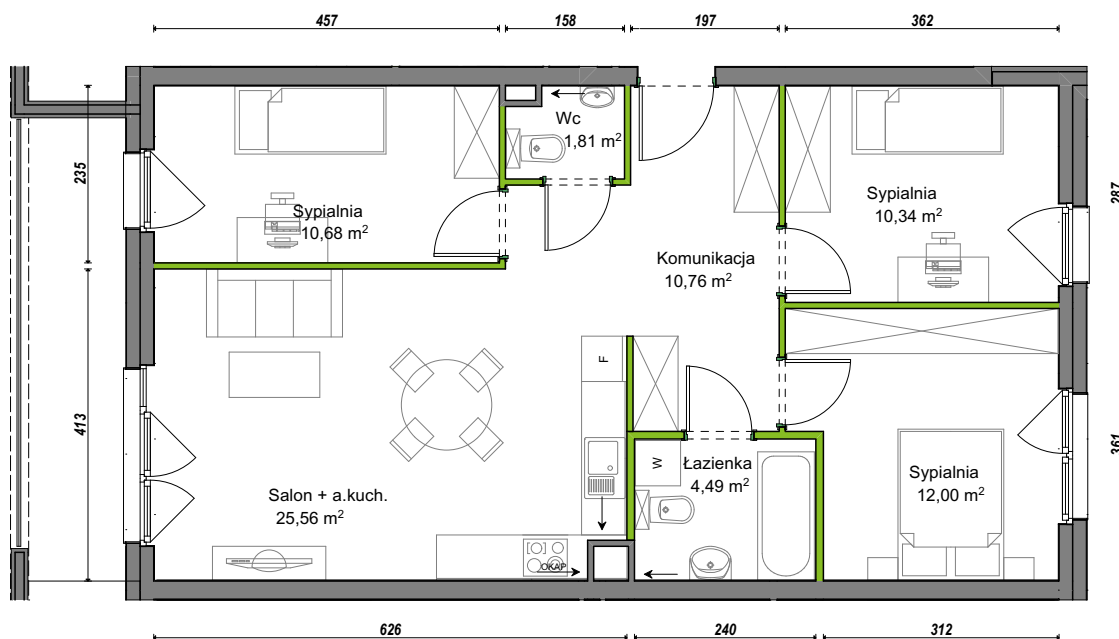 457
158
197
362
Wc
1,81 m²
235
Sypialnia
10,68 m²
Sypialnia
10,34 m²
287
Komunikacja
10,76 m²
F
413
W
Łazienka
4,49 m²
Sypialnia
12,00 m²
361
Salon + a.kuch.
25,56 m²
OKAP
626
240
312